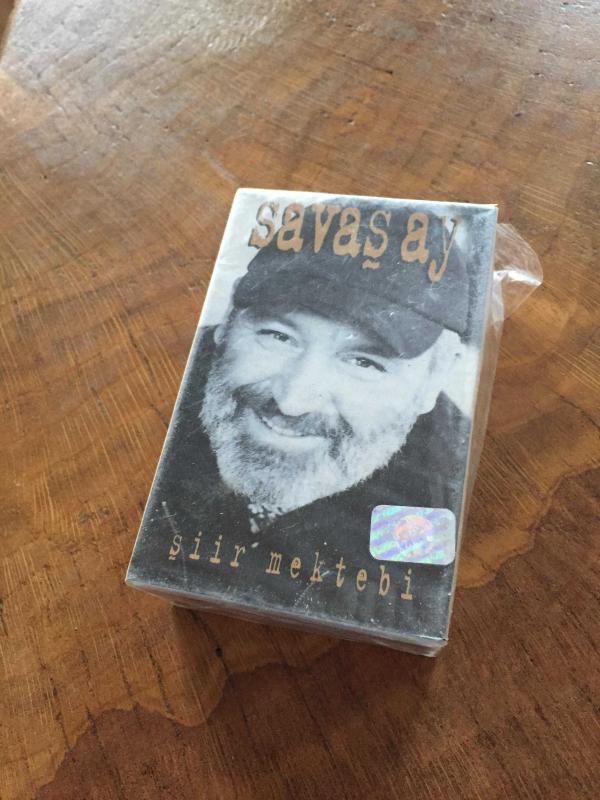 savaş ay
şiir mektebi